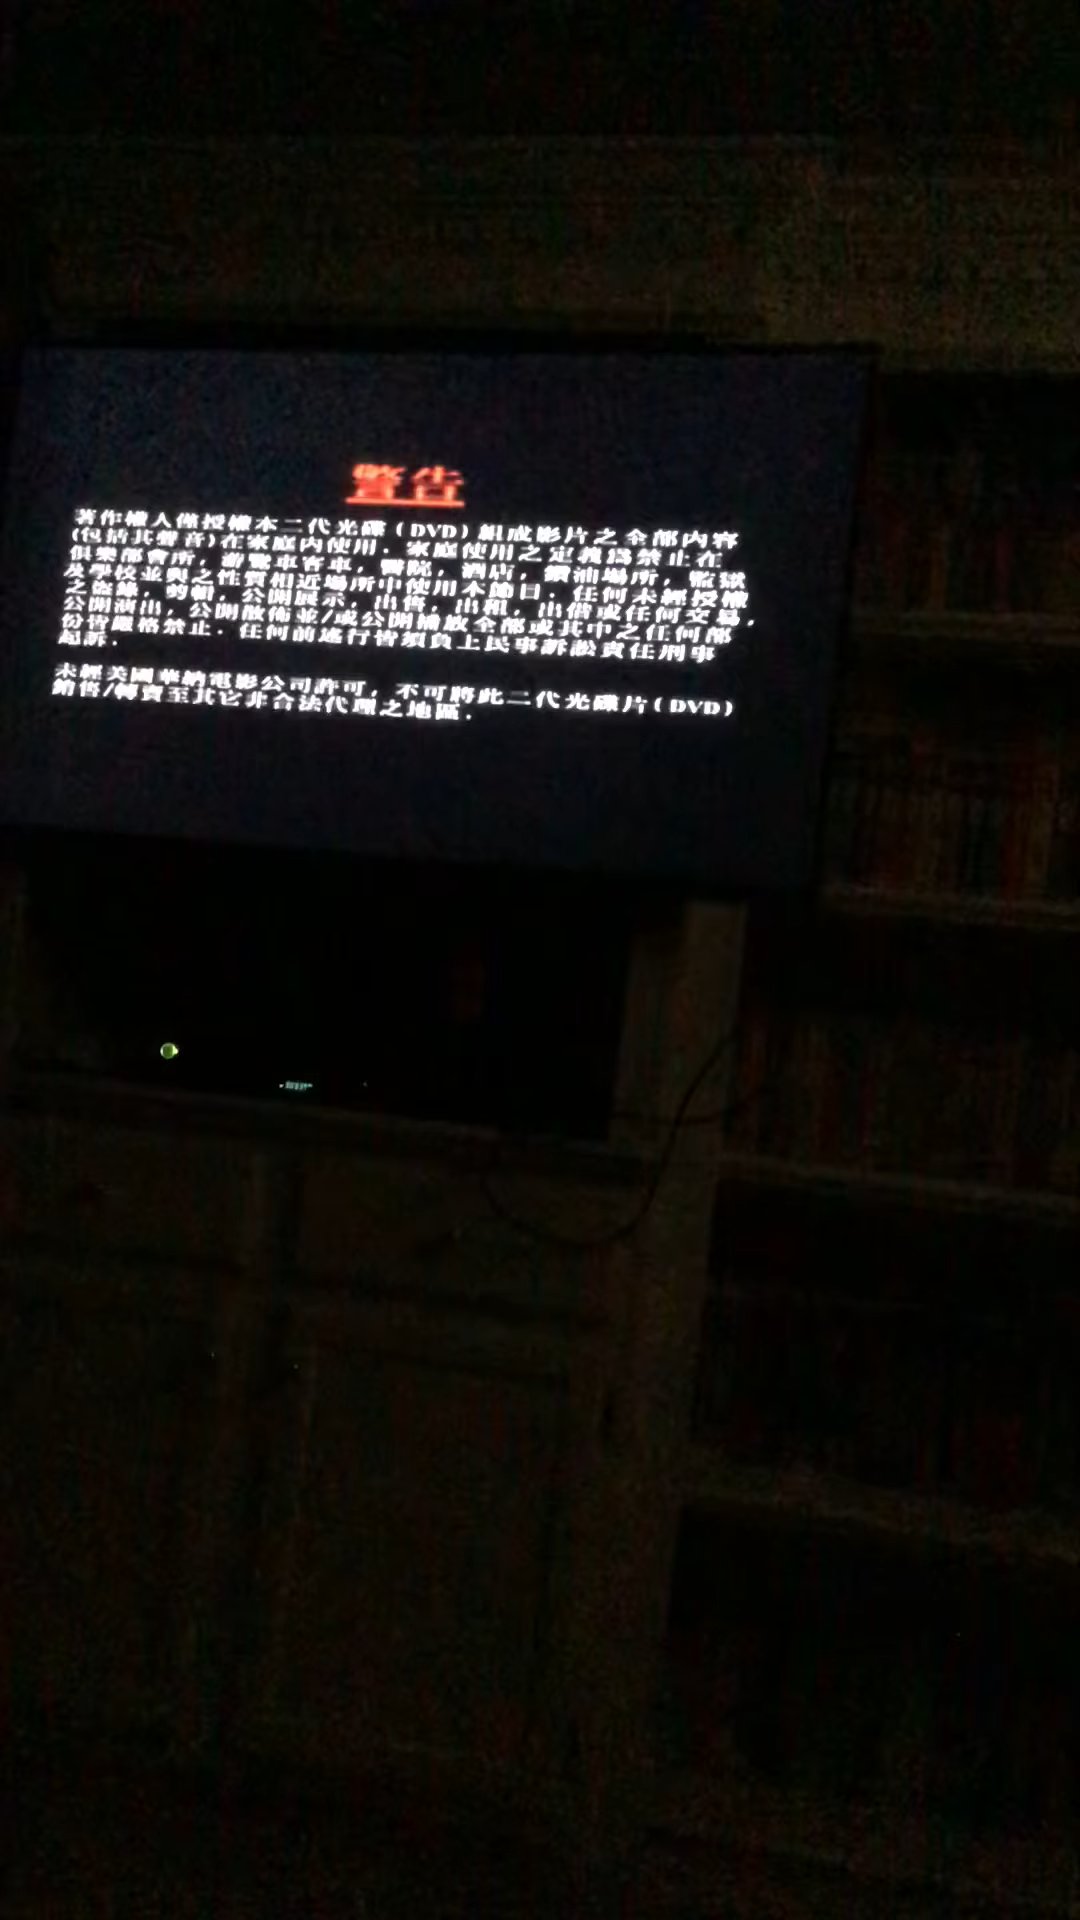 警告
著作權人僅授權本二代光碟(DVD)組成影片之全部內容
(包括其聲音)在家庭內使用．家庭使用之定義為禁止在
俱樂部會所，遊覽車客車，醫院，酒店，鑽油場所，監獄
及學校並與之性質相近場所中使用本節目．任何未經授權
之盜錄，剪輯，公開展示，出售，出租，出借或任何交易，
公開演出，公開散佈並/或公開播放全部或其中之任何部
份皆嚴格禁止．任何前述行皆須負上民事訴訟責任刑事
起訴．
未經美國華納電影公司許可，不可將此二代光碟片(DVD)
銷售/轉賣至其它非合法代理之地區．